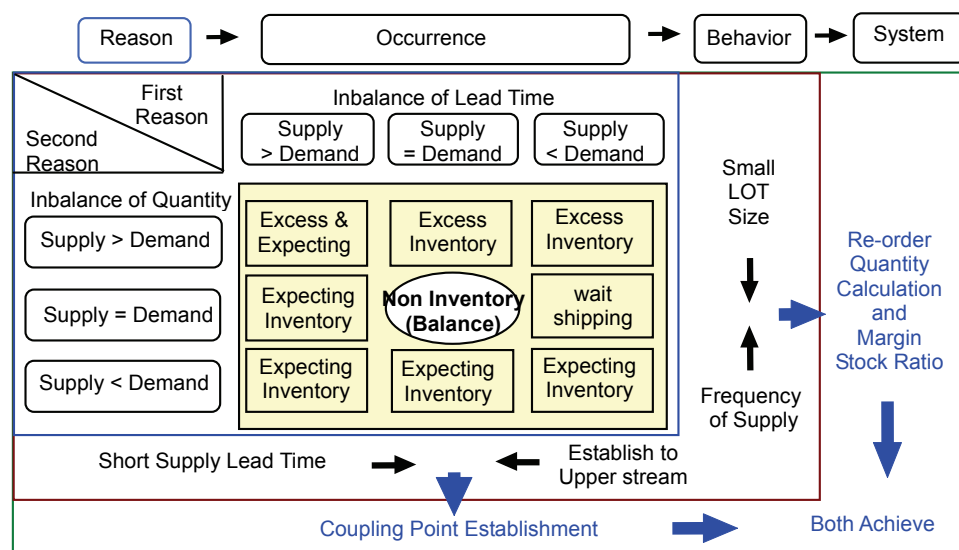 Reason
Occurrence
Behavior
System
First
Reason
Second
Reason
Inbalance of Lead Time
Supply
> Demand
Supply
= Demand
Supply
< Demand
Inbalance of Quantity
Supply > Demand
Excess &
Expecting
Excess
Inventory
Excess
Inventory
Supply = Demand
Expecting
Inventory
Non Inventory
(Balance)
wait
shipping
Supply < Demand
Expecting
Inventory
Expecting
Inventory
Expecting
Inventory
Small
LOT
Size
Frequency
of Supply
Re-order
Quantity
Calculation
and
Margin
Stock Ratio
Short Supply Lead Time
Establish to
Upper stream
Coupling Point Establishment
Both Achieve